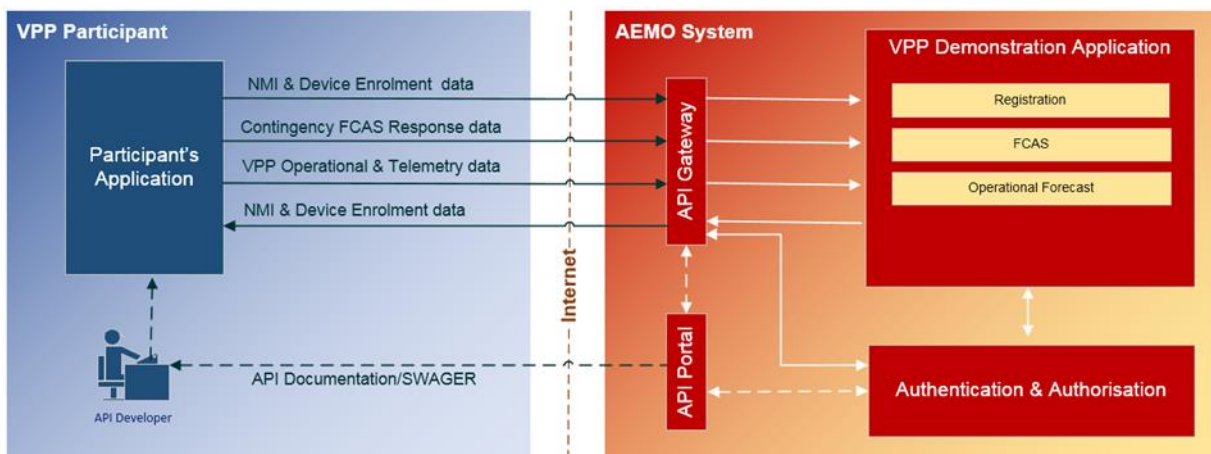 VPP Participant
AEMO System
VPP Demonstration Application
NMI & Device Enrolment data
Registration
Contingency FCAS Response data
FCAS
Participant's
Application
VPP Operational & Telemetry data
Operational Forecast
NMI & Device Enrolment data
API Gateway
Internet
API Portal
API Documentation/SWAGER
Authentication & Authorisation
API Developer